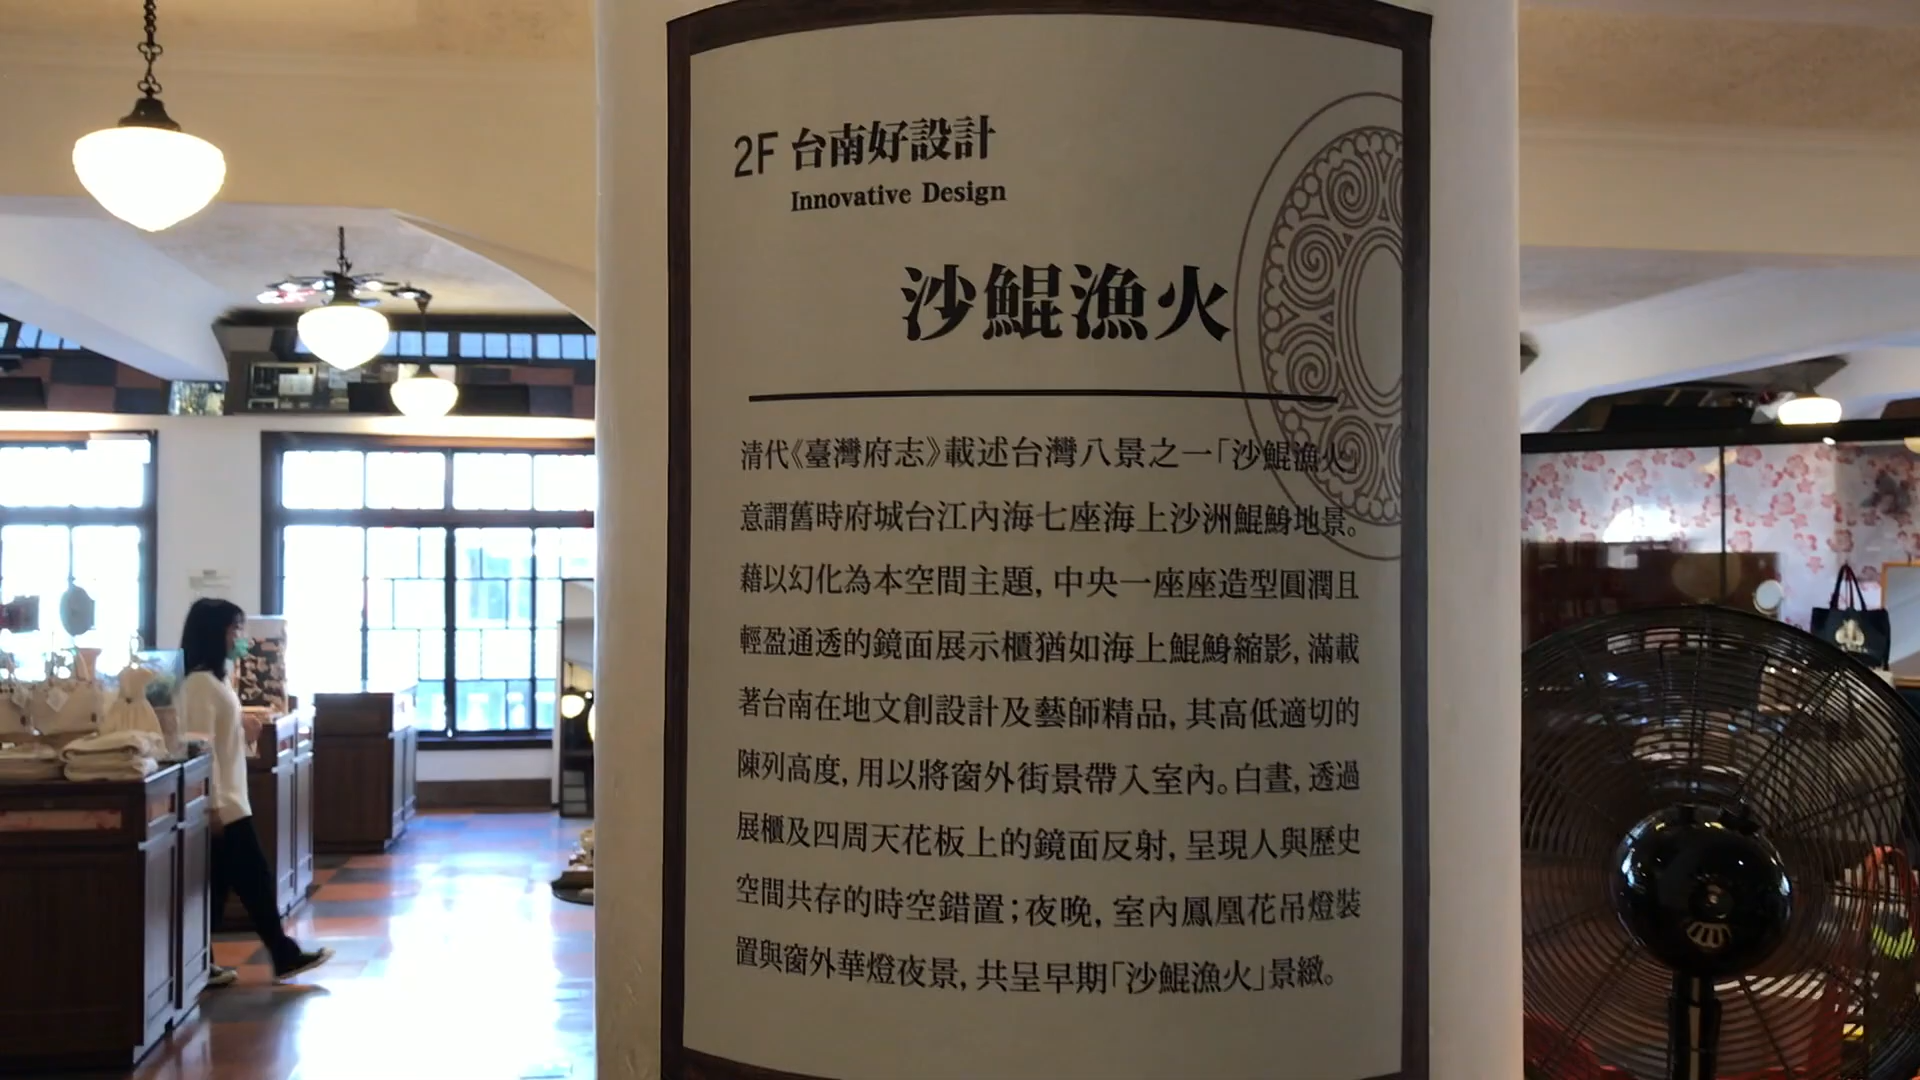 2F 台南好設計
Innovative Design
沙鯤漁火
清代《臺灣府志》載述台灣八景之一「沙鯤漁火」
意謂舊時府城台江內海七座海上沙洲鯤鯓地景。
藉以幻化為本空間主題,中央一座座造型圓潤且
輕盈通透的鏡面展示櫃猶如海上鯤鯓縮影,滿載
著台南在地文創設計及藝師精品,其高低適切的
陳列高度,用以將窗外街景帶入室內。白晝,透過
展櫃及四周天花板上的鏡面反射,呈現人與歷史
空間共存的時空錯置;夜晚,室內鳳凰花吊燈裝
置與窗外華燈夜景,共呈早期「沙鯤漁火」景緻。